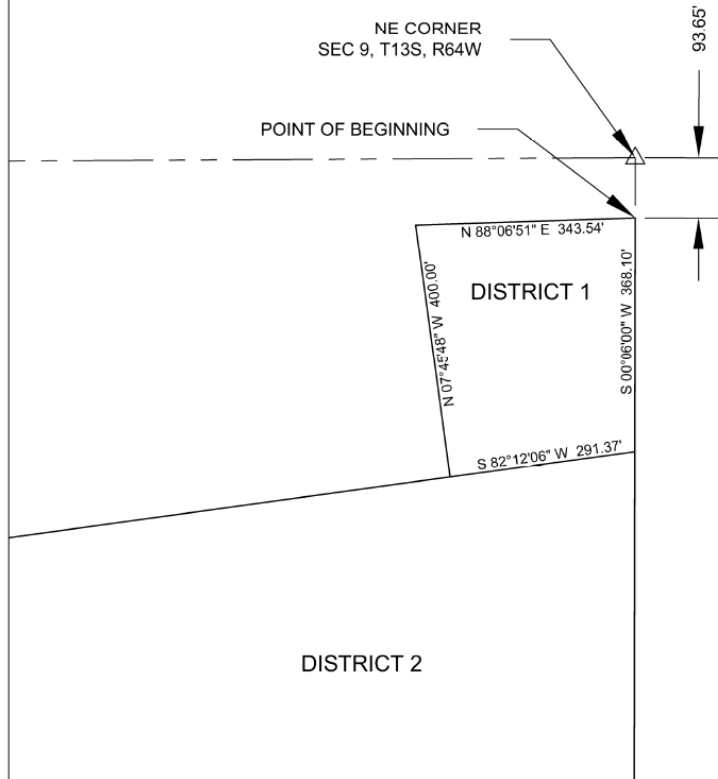 93.65'
NE CORNER
SEC 9, T13S, R64W
POINT OF BEGINNING
N 88°06'51" E 343.54'
DISTRICT 1
N 07°45'48" W 400.00'
S 00°06'00" W 368.10'
S 82°12'06" W 291.37'
DISTRICT 2